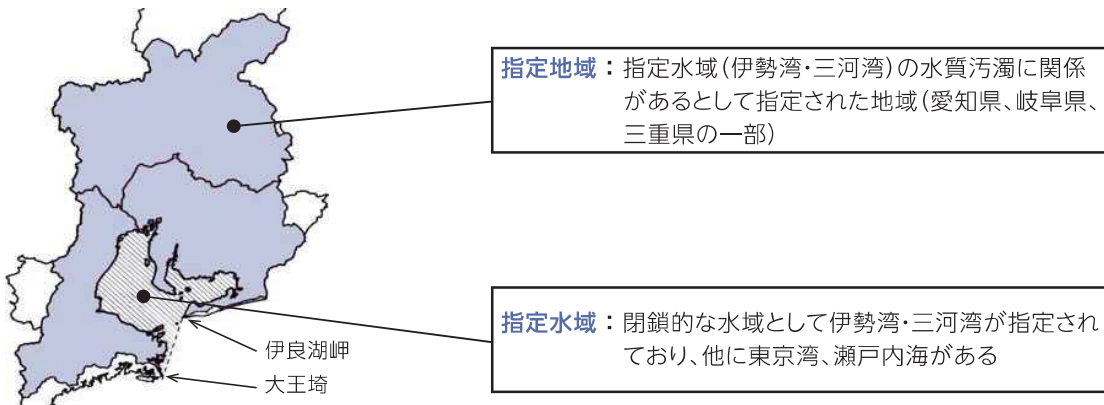 指定地域：指定水域(伊勢湾・三河湾)の水質汚濁に関係
があるとして指定された地域(愛知県、岐阜県、
三重県の一部)
指定水域：閉鎖的な水域として伊勢湾・三河湾が指定され
ており、他に東京湾、瀬戸内海がある
伊良湖岬
大王埼